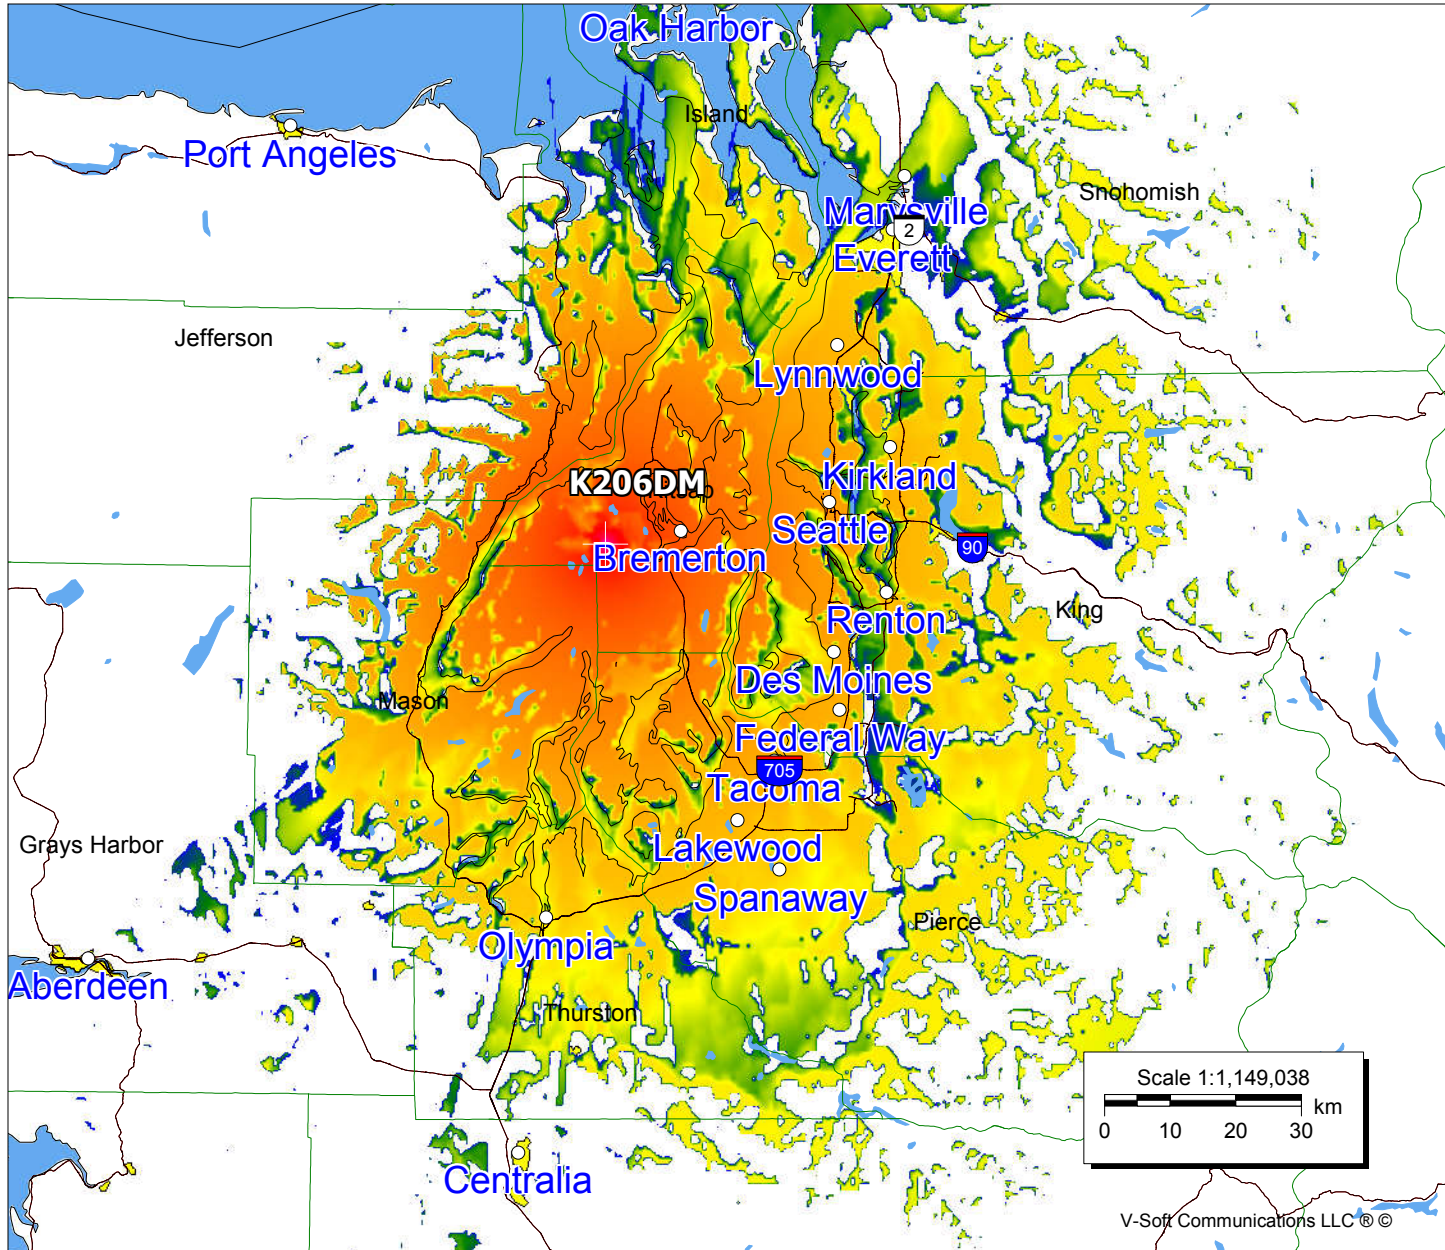 Oak Harbor
Island
Port Angeles
Snohomish
Marysville
2
Everett
Jefferson
Lynnwood
Kirkland
K206DM
Seattle
Bremerton
90
King
Renton
Des Moines
Mason
Federal Way
705
Tacoma
Grays Harbor
Lakewood
Spanaway
Pierce
Olympia
Aberdeen
Thurston
Scale 1:1,149,038
km
0 10 20 30
Centralia
V-Soft Communications LLC ® ©